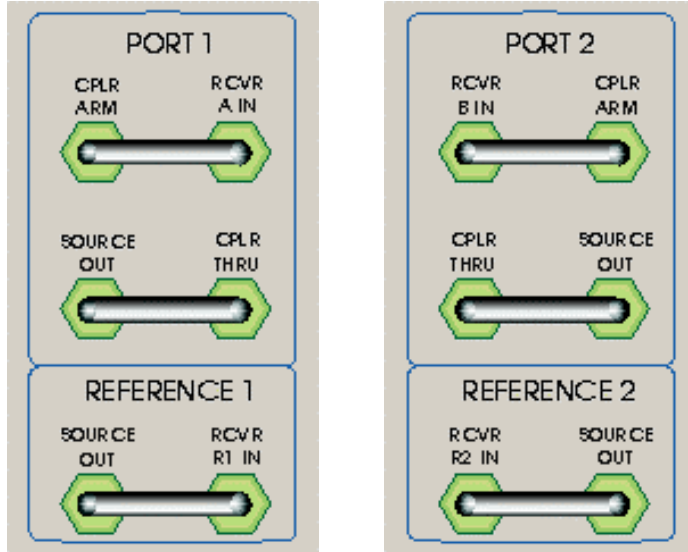 PORT 1
CPLR ARM
RCVR A IN
SOURCE OUT
CPLR THRU
REFERENCE 1
SOURCE OUT
RCVR R1 IN
PORT 2
RCVR B IN
CPLR ARM
CPLR THRU
SOURCE OUT
REFERENCE 2
RCVR R2 IN
SOURCE OUT